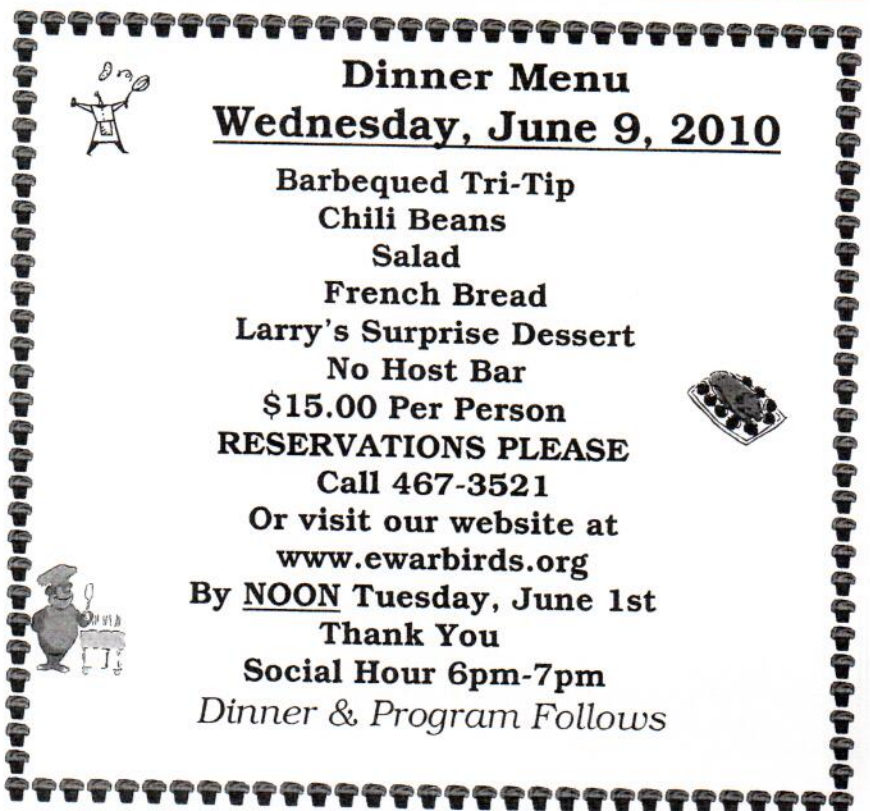 Dinner Menu
Wednesday, June 9, 2010
Barbequed Tri-Tip
Chili Beans
Salad
French Bread
Larry's Surprise Dessert
No Host Bar
$15.00 Per Person
RESERVATIONS PLEASE
Call 467-3521
Or visit our website at
www.ewarbirds.org
By NOON Tuesday, June 1st
Thank You
Social Hour 6pm-7pm
Dinner & Program Follows